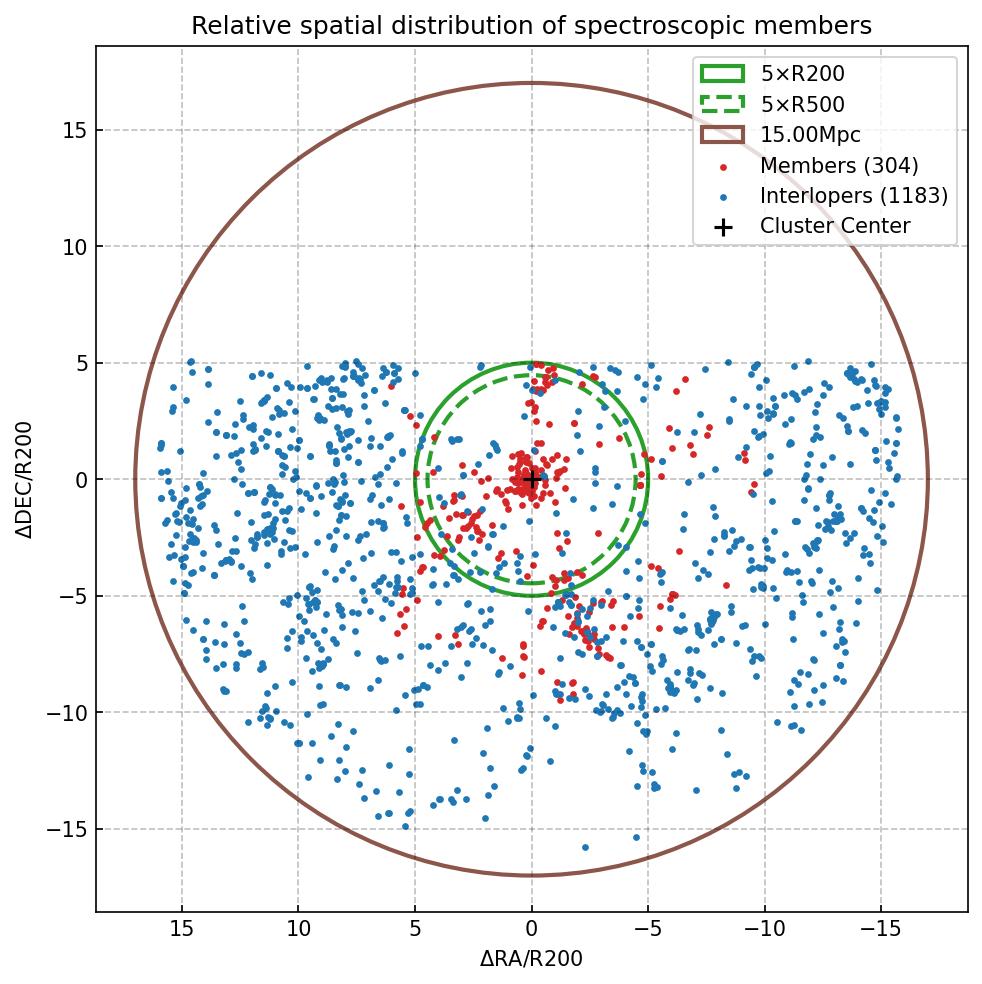 Relative spatial distribution of spectroscopic members
5×R200
5×R500
15.00Mpc
Members (304)
Interlopers (1183)
Cluster Center
15
10
5
0
−5
−10
−15
ΔDEC/R200
15
10
5
0
−5
−10
−15
ΔRA/R200